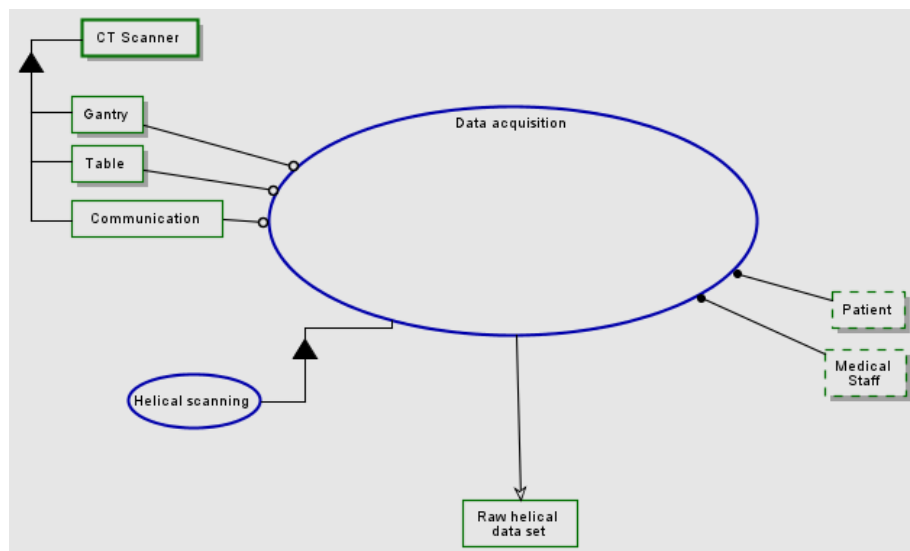 CT Scanner
Gantry
Data acquisition
Table
Communication
Patient
Medical
Staff
Helical scanning
Raw helical
data set